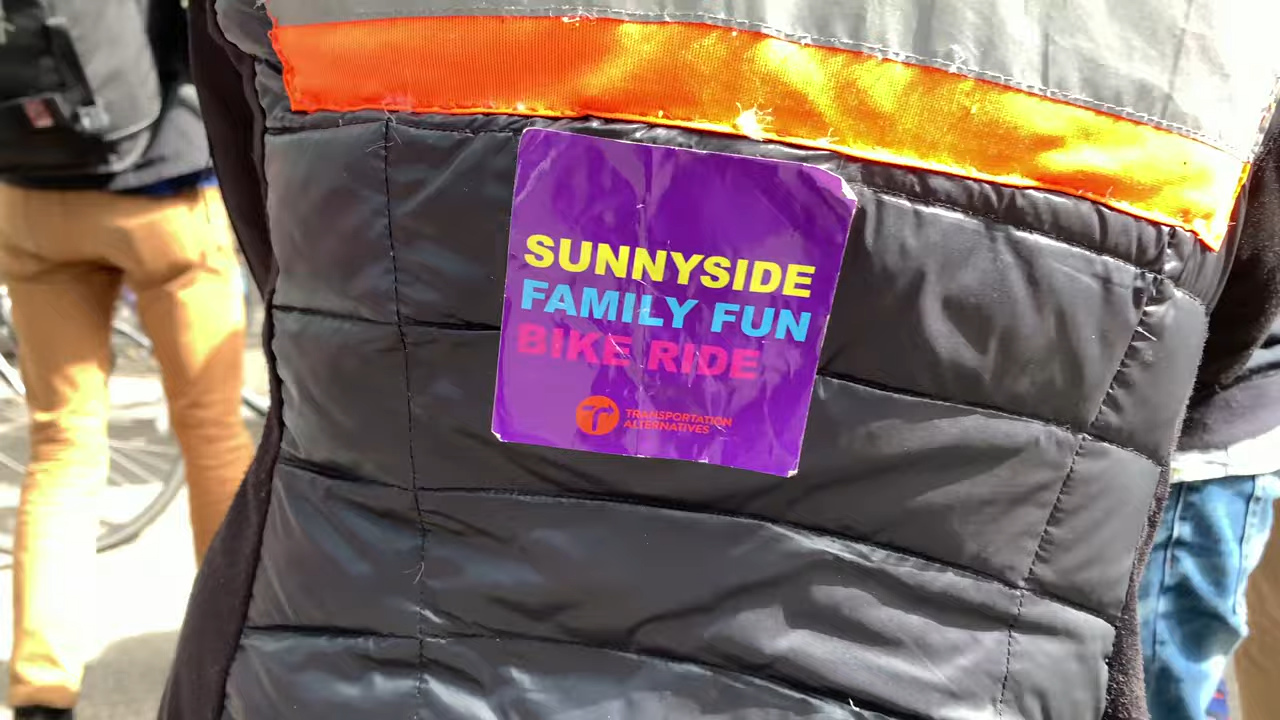 SUNNYSIDE
FAMILY FUN
BIKE RIDE
TRANSPORTATION
ALTERNATIVES